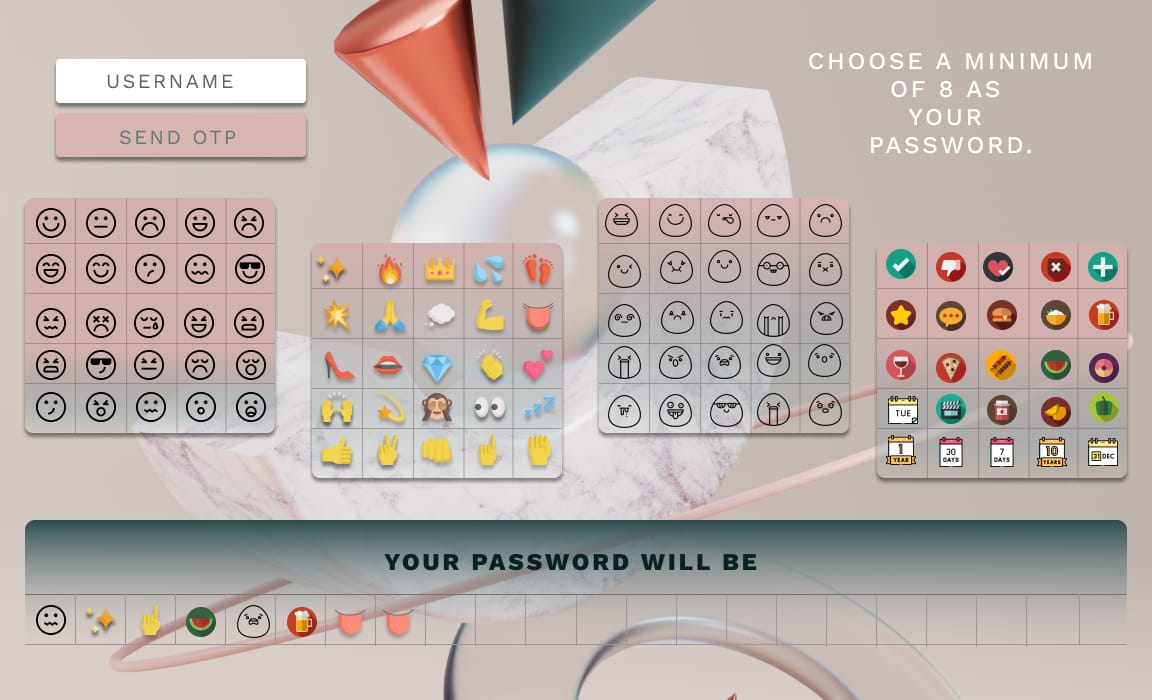 USERNAME
SEND OTP
CHOOSE A MINIMUM
OF 8 AS
YOUR
PASSWORD.
TUE
1
YEAR
30
DAYS
7
DAYS
10
YEARS
31 DEC
YOUR PASSWORD WILL BE